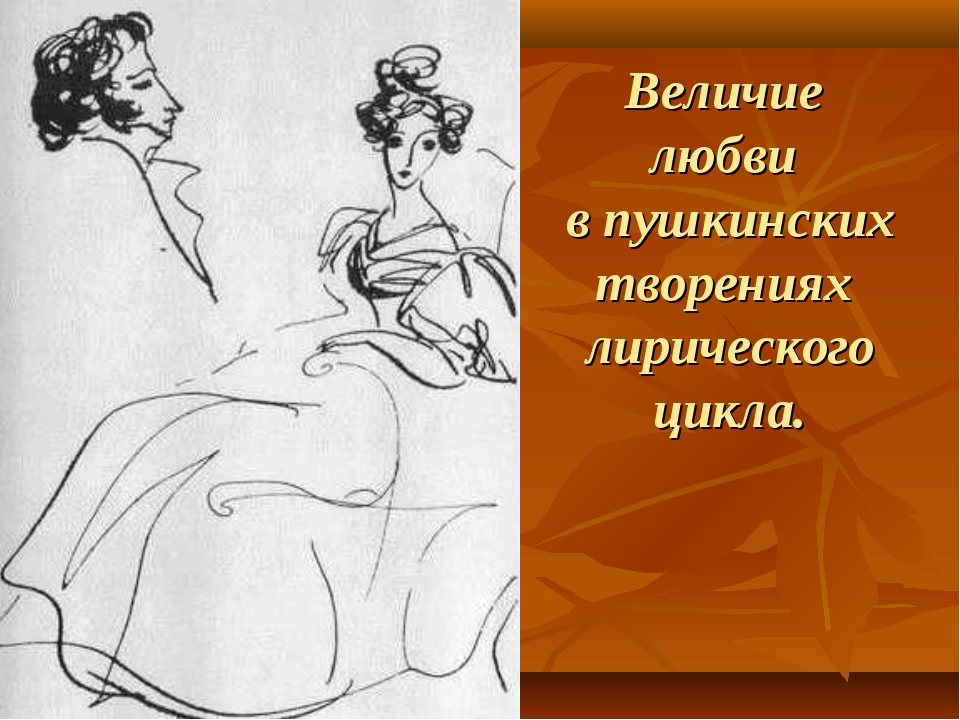 Величие
любви
в пушкинских
творениях
лирического
цикла.